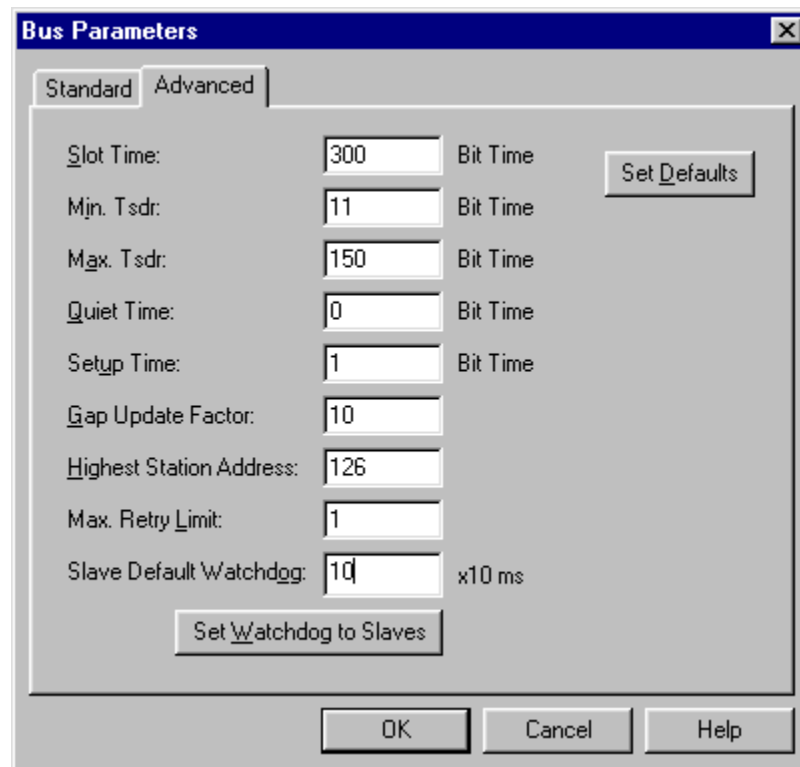 Bus Parameters
Standard Advanced
Slot Time: 300 Bit Time Set Defaults
Min. Tsdr: 11 Bit Time
Max. Tsdr: 150 Bit Time
Quiet Time: 0 Bit Time
Setup Time: 1 Bit Time
Gap Update Factor: 10
Highest Station Address: 126
Max. Retry Limit: 1
Slave Default Watchdog: 10 x10 ms
Set Watchdog to Slaves
OK Cancel Help